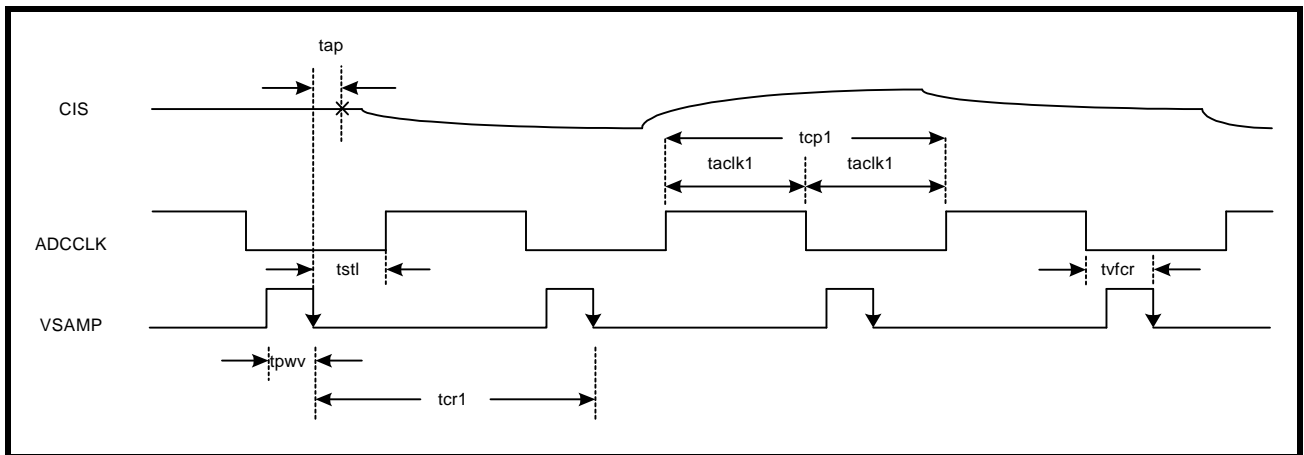 tap
CIS
tcp1
taclk1 taclk1
ADCCLK
tstl
tvfcr
VSAMP
tpwv
tcr1